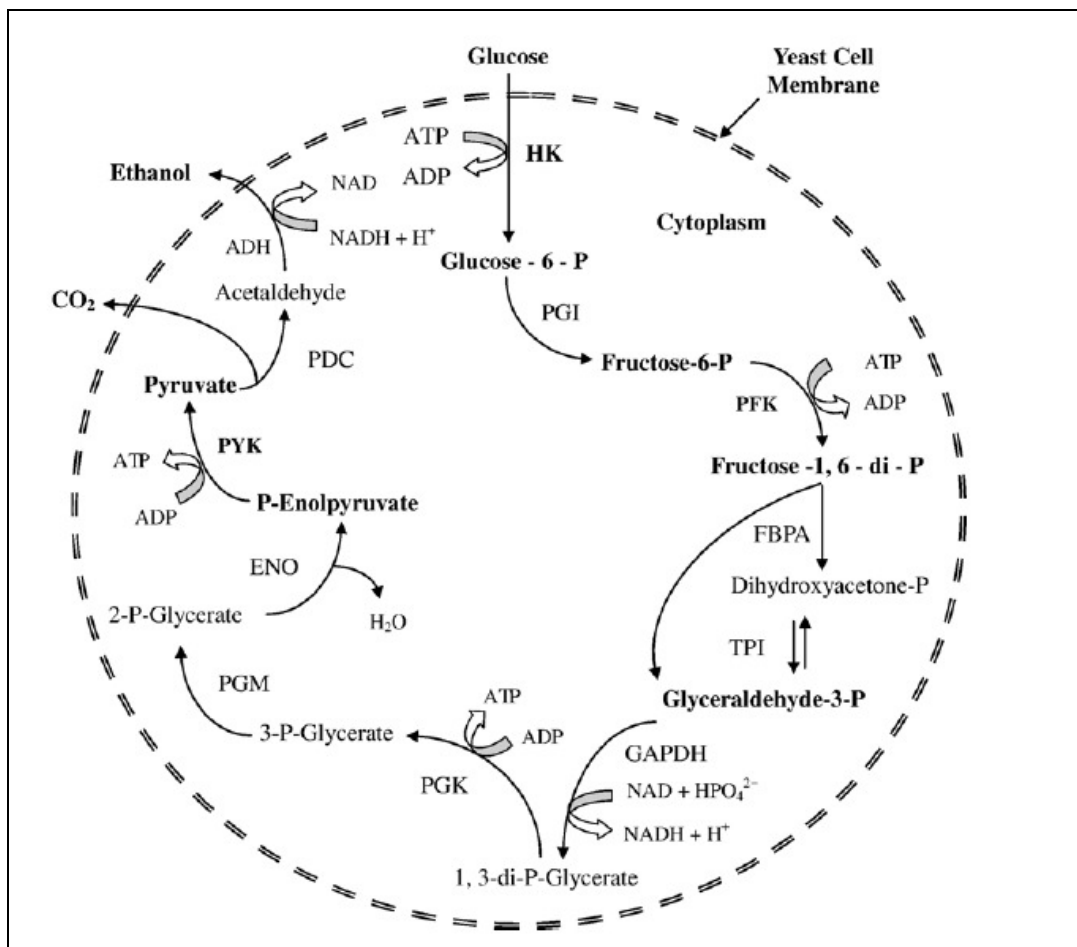 Glucose
Yeast Cell
Membrane
ATP
HK
ADP
Ethanol
NAD
NADH + H⁺
ADH
Cytoplasm
Glucose - 6 - P
Acetaldehyde
CO₂
PGI
PDC
Fructose-6-P
ATP
Pyruvate
PFK
ADP
PYK
ATP
Fructose -1, 6 - di - P
P-Enolpyruvate
ADP
FBPA
ENO
Dihydroxyacetone-P
2-P-Glycerate
H₂O
TPI
PGM
Glyceraldehyde-3-P
ATP
3-P-Glycerate
ADP
GAPDH
PGK
NAD + HPO₄²⁻
NADH + H⁺
1, 3-di-P-Glycerate